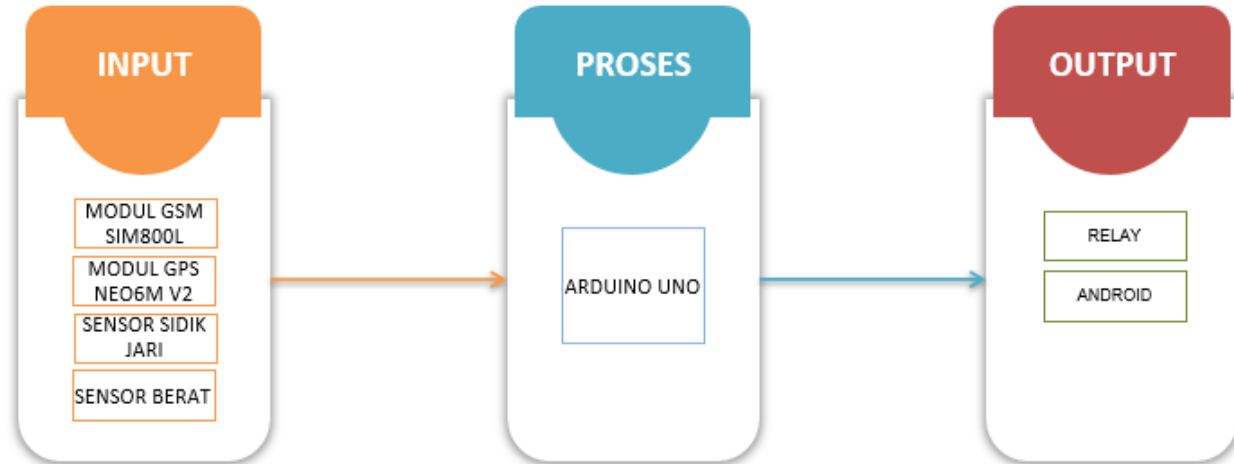 INPUT
MODUL GSM
SIM800L
MODUL GPS
NEO6M V2
SENSOR SIDIK
JARI
SENSOR BERAT
PROSES
ARDUINO UNO
OUTPUT
RELAY
ANDROID